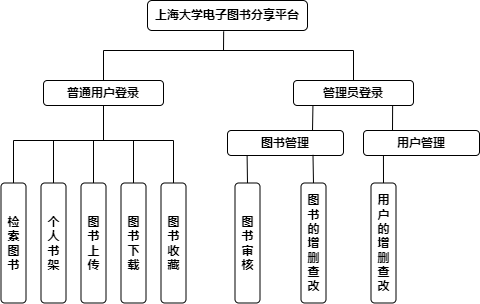 上海大学电子图书分享平台
普通用户登录
管理员登录
图书管理
用户管理
检索图书
个人书架
图书上传
图书下载
图书收藏
图书审核
图书的增删查改
用户的增删查改